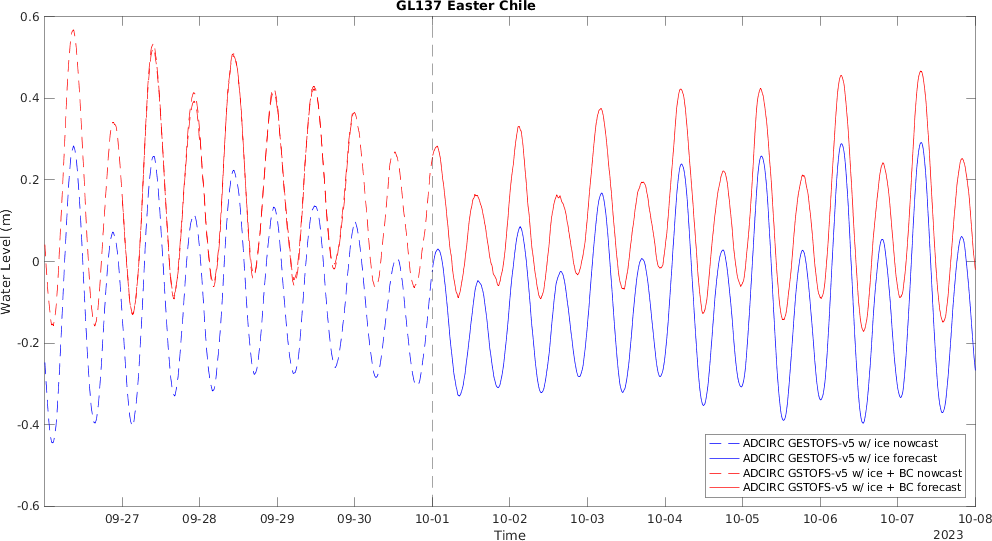 GL137 Easter Chile
0.6
0.4
0.2
0
-0.2
-0.4
-0.6
Water Level (m)
ADCIRC GESTOFS-v5 w/ ice nowcast
ADCIRC GESTOFS-v5 w/ ice forecast
ADCIRC GSTOFS-v5 w/ ice + BC nowcast
ADCIRC GSTOFS-v5 w/ ice + BC forecast
09-27 09-28 09-29 09-30 10-01 10-02 10-03 10-04 10-05 10-06 10-07 10-08
Time
2023